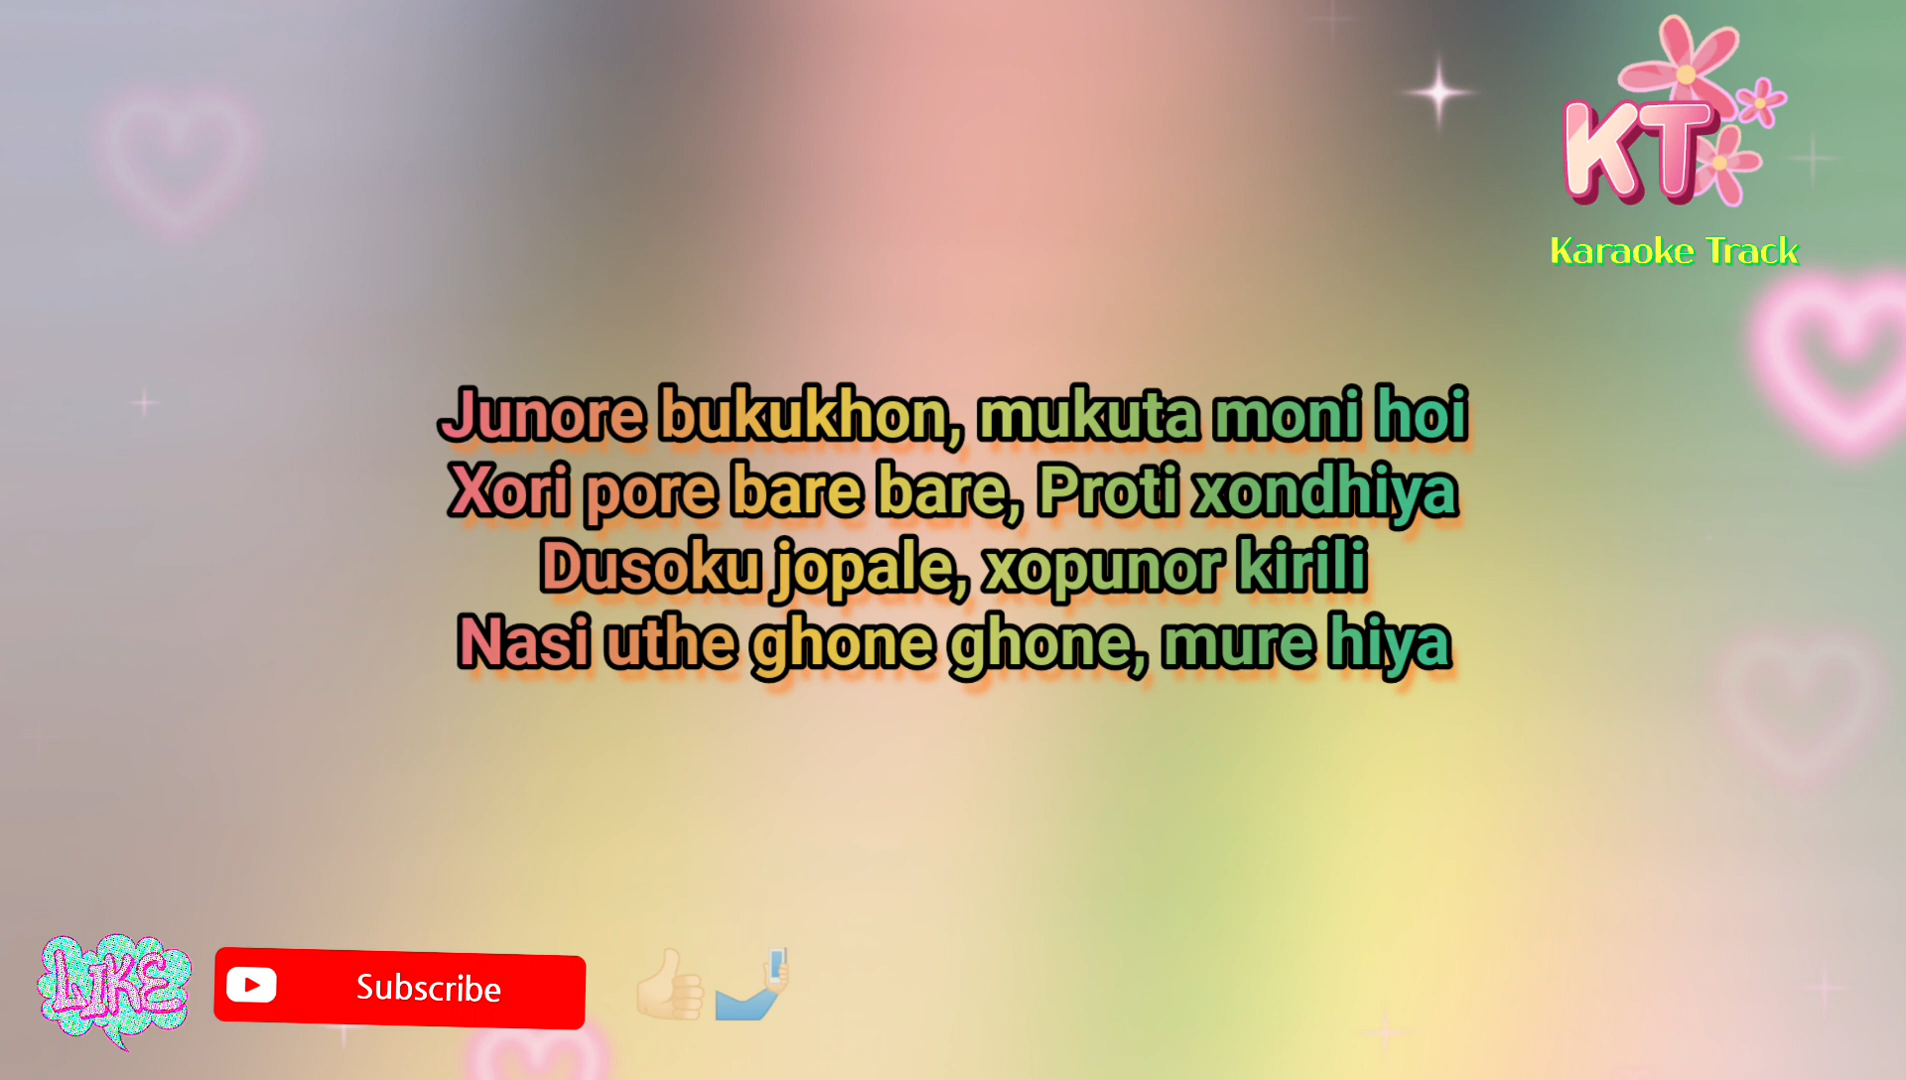 KT
Karaoke Track
Junore bukukhon, mukuta moni hoi
Xori pore bare bare, Proti xondhiya
Dusoku jopale, xopunor kirili
Nasi uthe ghone ghone, mure hiya
LIKE
Subscribe